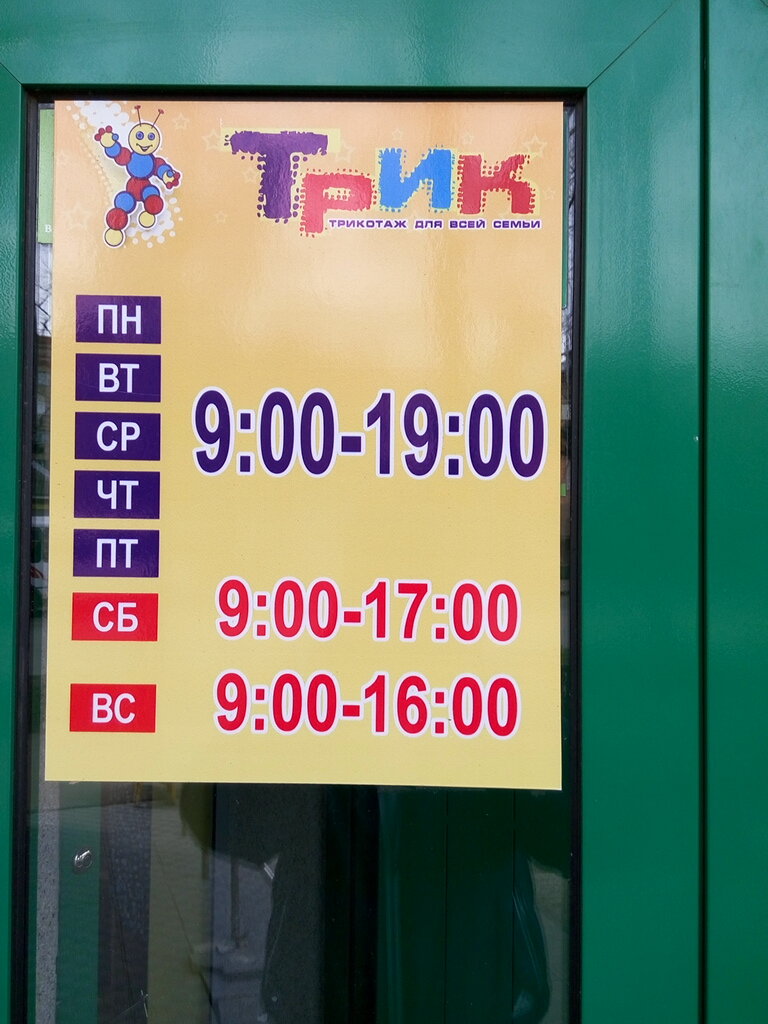 Трик
ТРИКОТАЖ ДЛЯ ВСЕЙ СЕМЬИ
ПН
ВТ
СР
ЧТ
ПТ
9:00-19:00
СБ 9:00-17:00
ВС 9:00-16:00